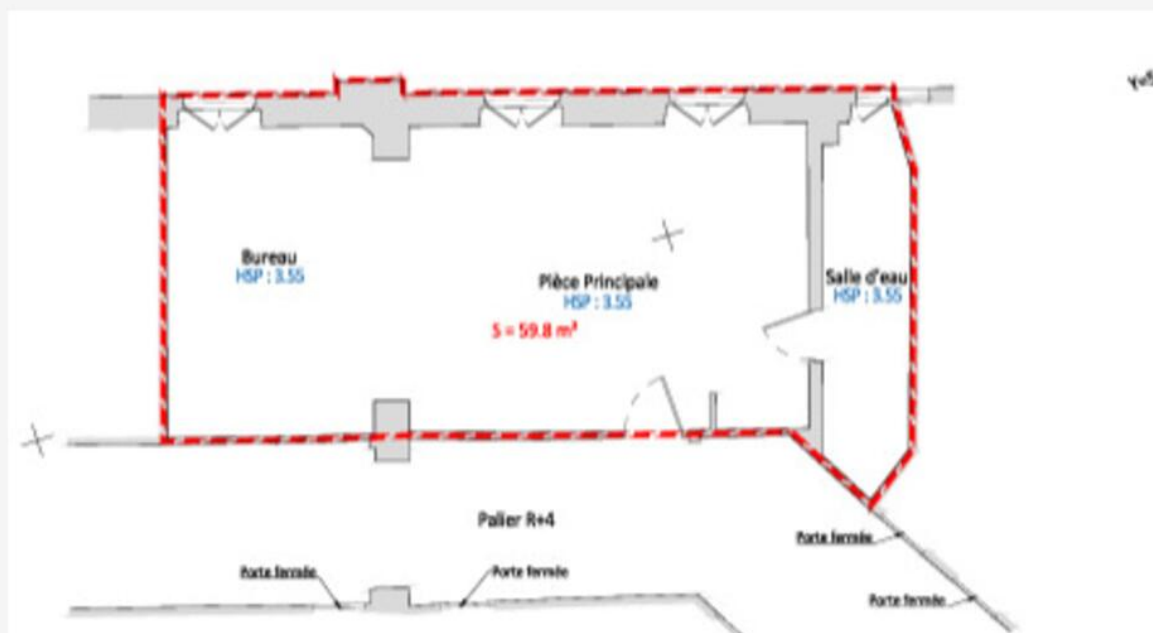 Bureau
HSP : 3.55
Pièce Principale
HSP : 3.55
S = 59.8 m²
Salle d'eau
HSP : 3.55
Palier R+4
Porte fermée
Porte fermée
Porte fermée
Porte fermée